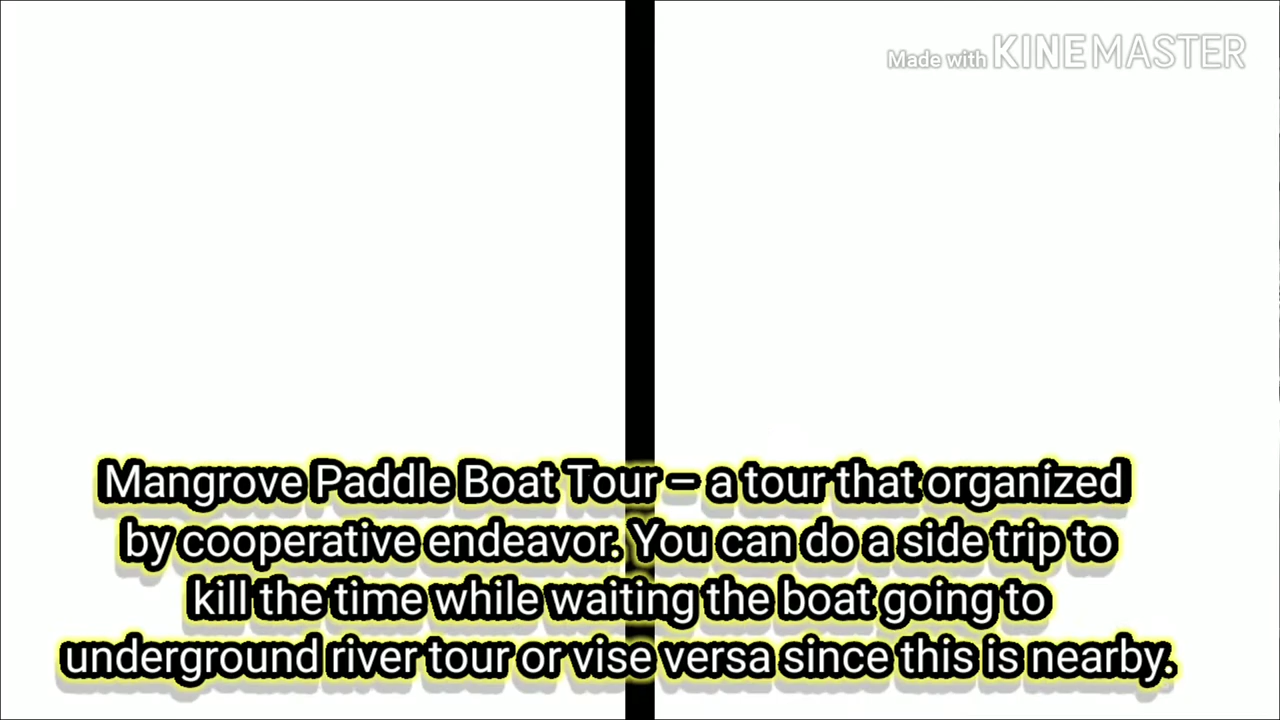 Made with KINEMASTER
Mangrove Paddle Boat Tour – a tour that organized
by cooperative endeavor. You can do a side trip to
kill the time while waiting the boat going to
underground river tour or vise versa since this is nearby.